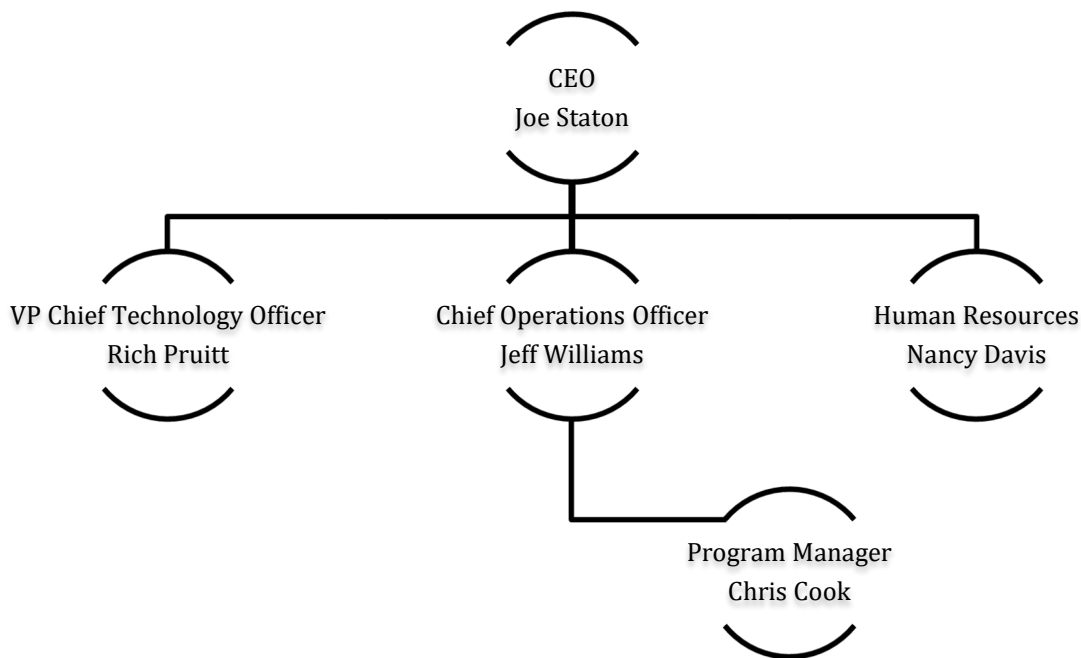 CEO
Joe Staton
VP Chief Technology Officer
Rich Pruitt
Chief Operations Officer
Jeff Williams
Human Resources
Nancy Davis
Program Manager
Chris Cook